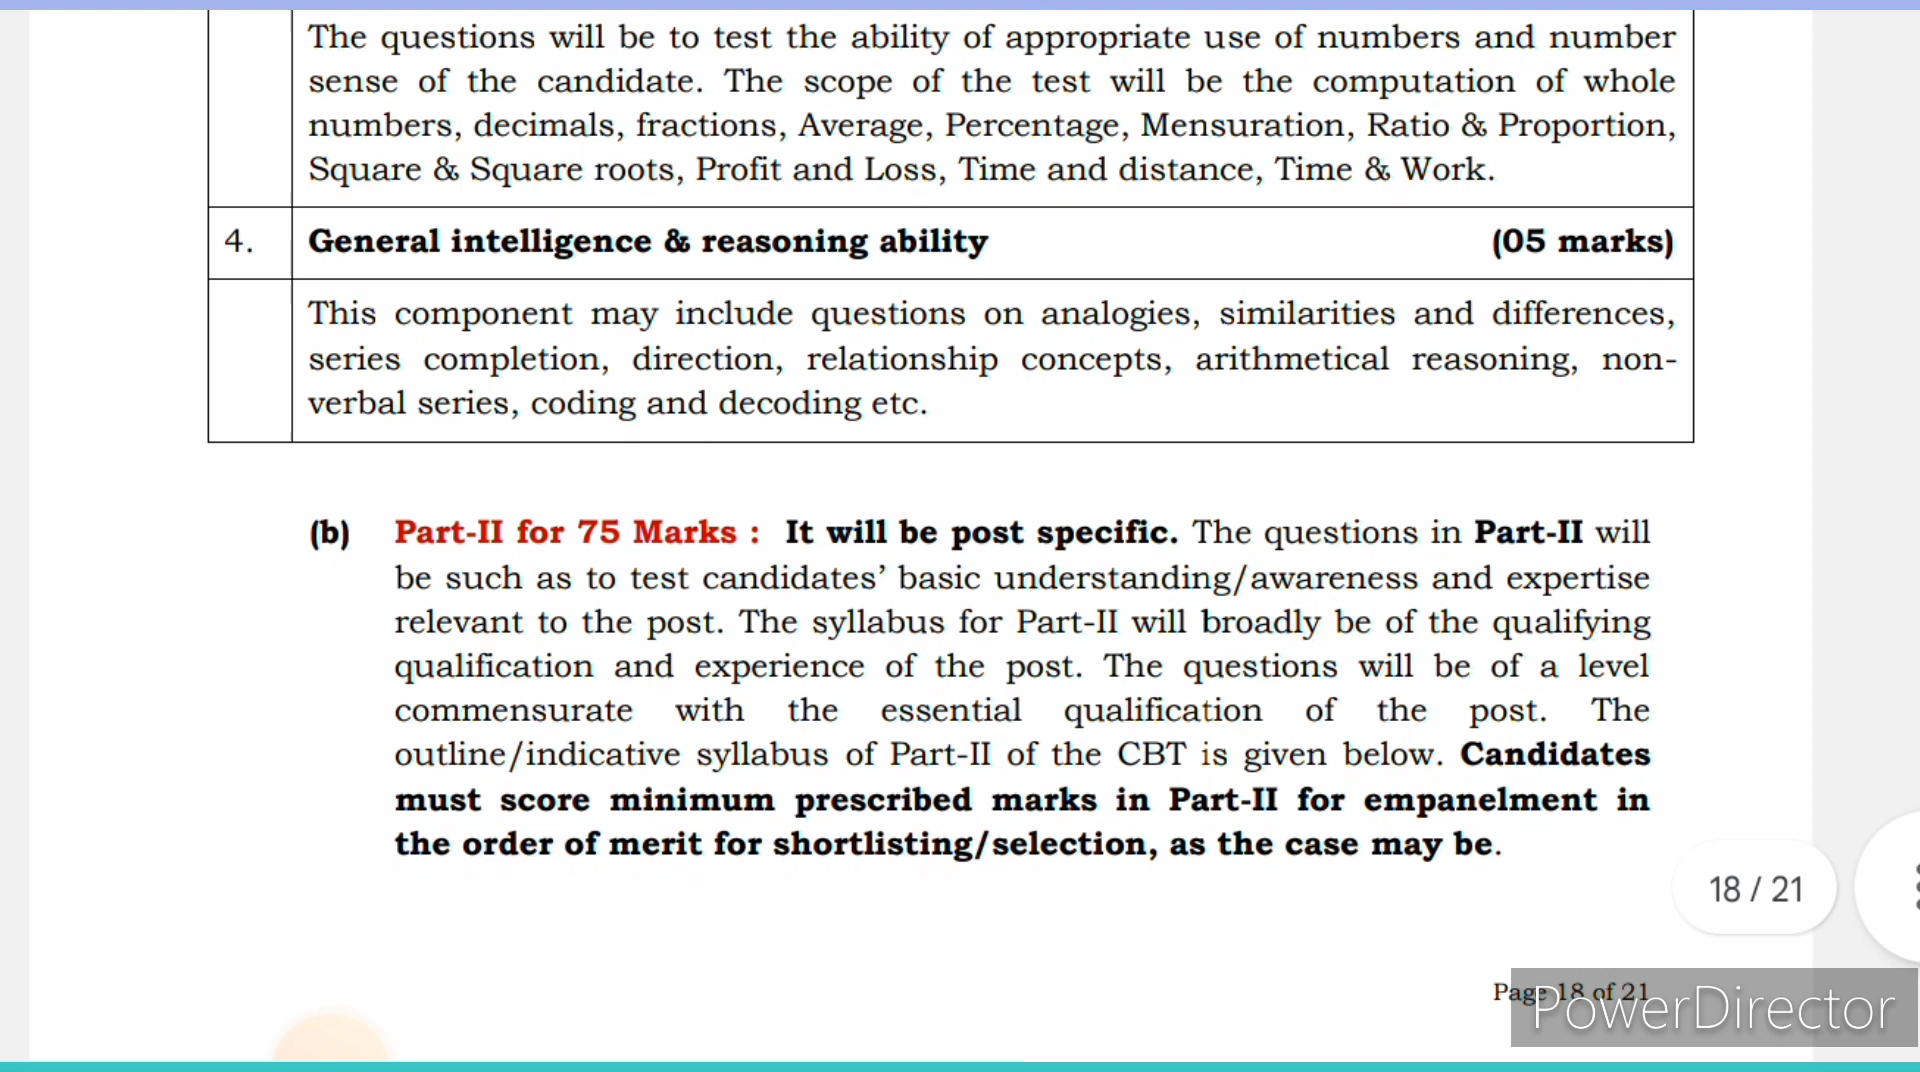 The questions will be to test the ability of appropriate use of numbers and number
sense of the candidate. The scope of the test will be the computation of whole
numbers, decimals, fractions, Average, Percentage, Mensuration, Ratio & Proportion,
Square & Square roots, Profit and Loss, Time and distance, Time & Work.
4. General intelligence & reasoning ability (05 marks)
This component may include questions on analogies, similarities and differences,
series completion, direction, relationship concepts, arithmetical reasoning, non-
verbal series, coding and decoding etc.
(b) Part-II for 75 Marks : It will be post specific. The questions in Part-II will
be such as to test candidates’ basic understanding/awareness and expertise
relevant to the post. The syllabus for Part-II will broadly be of the qualifying
qualification and experience of the post. The questions will be of a level
commensurate with the essential qualification of the post. The
outline/indicative syllabus of Part-II of the CBT is given below. Candidates
must score minimum prescribed marks in Part-II for empanelment in
the order of merit for shortlisting/selection, as the case may be.
18 / 21
Page 18 of 21
PowerDirector